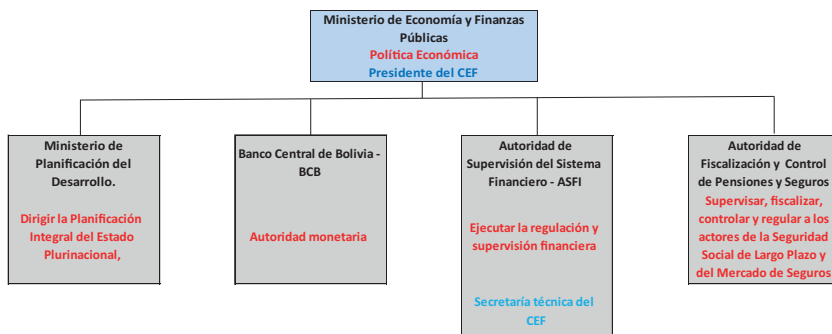 Ministerio de Economía y Finanzas
Públicas
Política Económica
Presidente del CEF
Ministerio de
Planificación del
Desarrollo.
Dirigir la Planificación
Integral del Estado
Plurinacional,
Banco Central de Bolivia -
BCB
Autoridad monetaria
Autoridad de
Supervisión del Sistema
Financiero - ASFI
Ejecutar la regulación y
supervisión financiera
Secretaría técnica del
CEF
Autoridad de
Fiscalización y Control
de Pensiones y Seguros
Supervisar, fiscalizar,
controlar y regular a los
actores de la Seguridad
Social de Largo Plazo y
del Mercado de Seguros